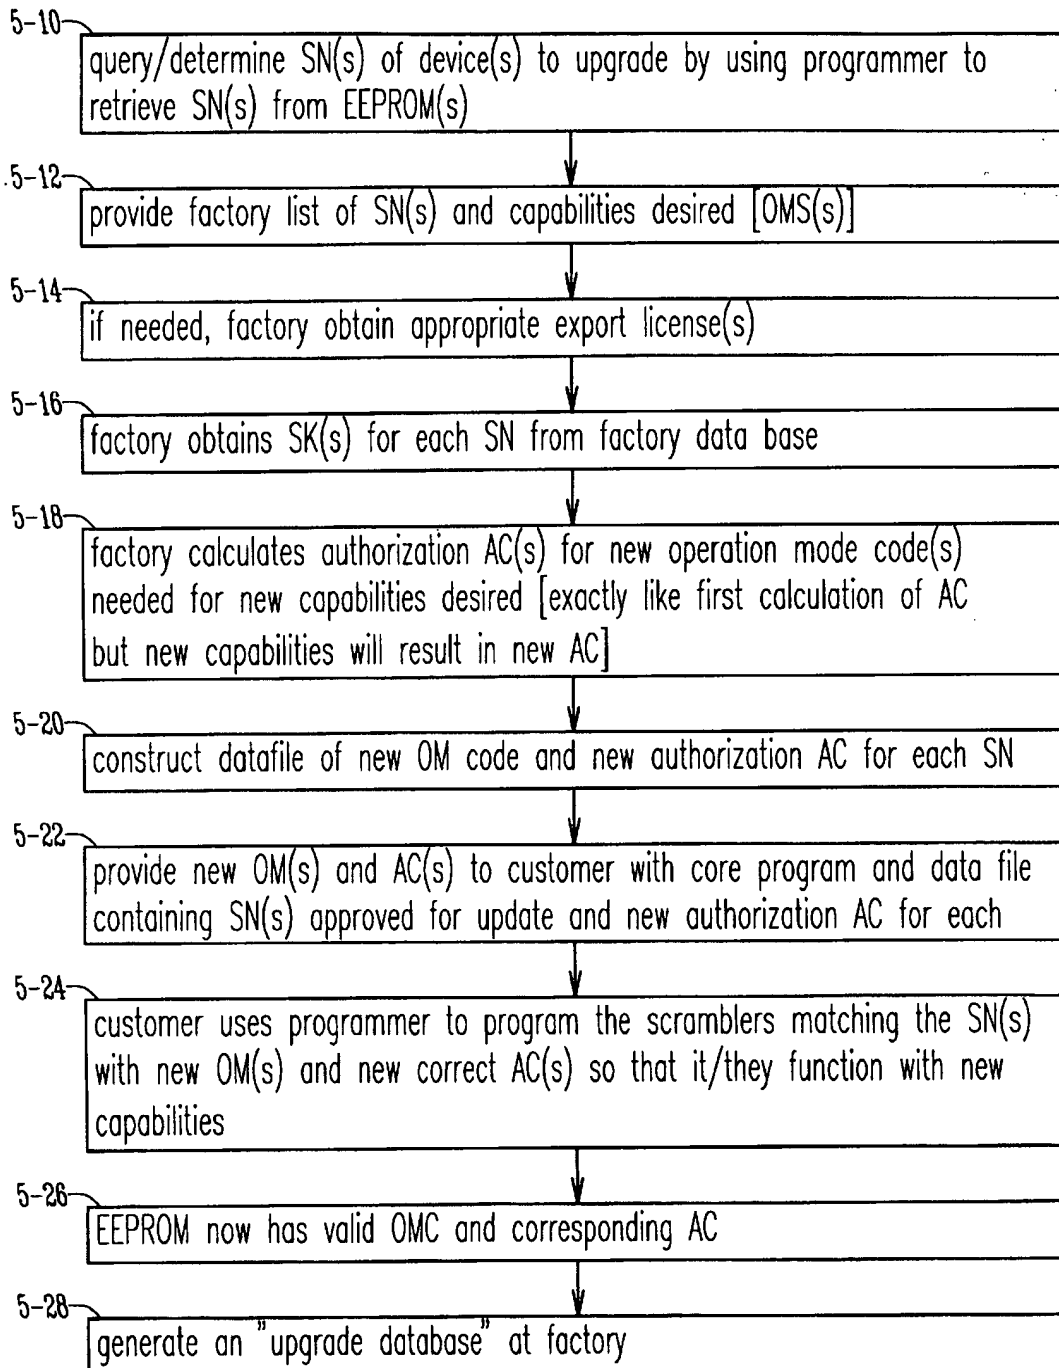 5-10
query/determine SN(s) of device(s) to upgrade by using programmer to
retrieve SN(s) from EEPROM(s)
5-12
provide factory list of SN(s) and capabilities desired [OMS(s)]
5-14
if needed, factory obtain appropriate export license(s)
5-16
factory obtains SK(s) for each SN from factory data base
5-18
factory calculates authorization AC(s) for new operation mode code(s)
needed for new capabilities desired [exactly like first calculation of AC
but new capabilities will result in new AC]
5-20
construct datafile of new OM code and new authorization AC for each SN
5-22
provide new OM(s) and AC(s) to customer with core program and data file
containing SN(s) approved for update and new authorization AC for each
5-24
customer uses programmer to program the scramblers matching the SN(s)
with new OM(s) and new correct AC(s) so that it/they function with new
capabilities
5-26
EEPROM now has valid OMC and corresponding AC
5-28
generate an "upgrade database" at factory